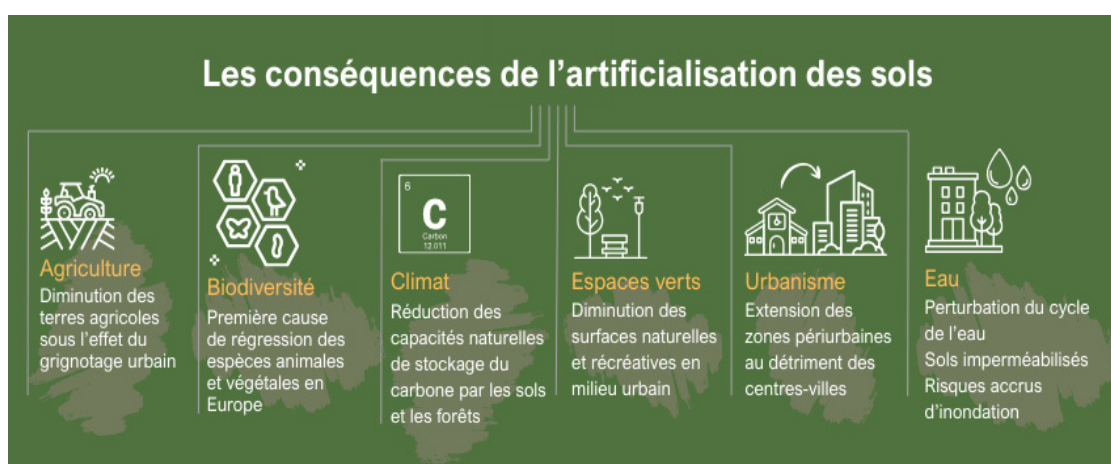 Les conséquences de l'artificialisation des sols
Agriculture
Diminution des
terres agricoles
sous l'effet du
grignotage urbain
Biodiversité
Première cause
de régression des
espèces animales
et végétales en
Europe
6
C
Carbon
12.011
Climat
Réduction des
capacités naturelles
de stockage du
carbone par les sols
et les forêts
Espaces verts
Diminution des
surfaces naturelles
et récréatives en
milieu urbain
Urbanisme
Extension des
zones périurbaines
au détriment des
centres-villes
Eau
Perturbation du cycle
de l'eau
Sols imperméabilisés
Risques accrus
d'inondation